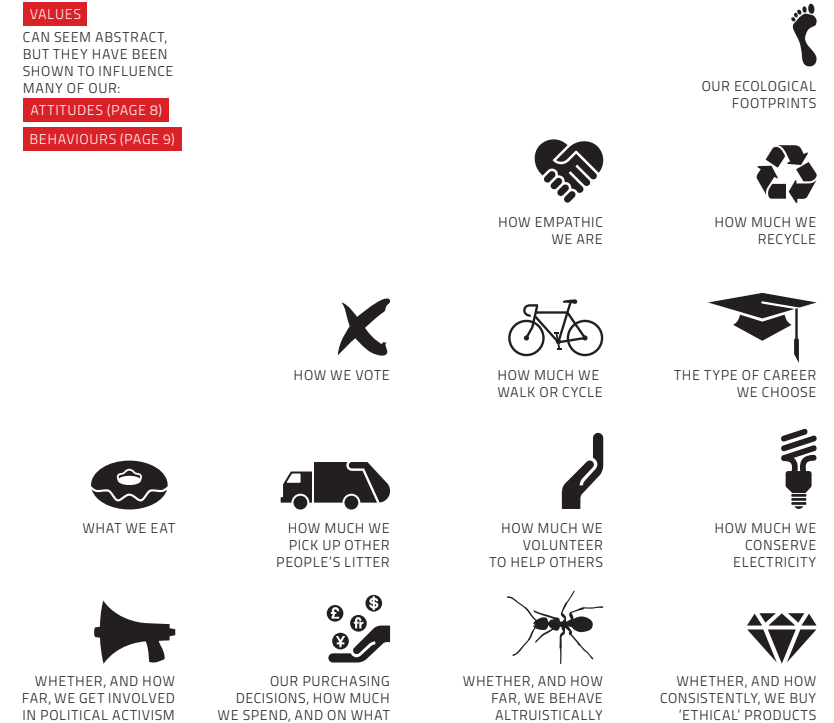 VALUES
CAN SEEM ABSTRACT,
BUT THEY HAVE BEEN
SHOWN TO INFLUENCE
MANY OF OUR:
ATTITUDES (PAGE 8)
BEHAVIOURS (PAGE 9)
OUR ECOLOGICAL
FOOTPRINTS
HOW EMPATHIC
WE ARE
HOW MUCH WE
RECYCLE
HOW WE VOTE
HOW MUCH WE
WALK OR CYCLE
THE TYPE OF CAREER
WE CHOOSE
WHAT WE EAT
HOW MUCH WE
PICK UP OTHER
PEOPLE'S LITTER
HOW MUCH WE
VOLUNTEER
TO HELP OTHERS
HOW MUCH WE
CONSERVE
ELECTRICITY
£
$
₶
¥
WHETHER, AND HOW
FAR, WE GET INVOLVED
IN POLITICAL ACTIVISM
OUR PURCHASING
DECISIONS, HOW MUCH
WE SPEND, AND ON WHAT
WHETHER, AND HOW
FAR, WE BEHAVE
ALTRUISTICALLY
WHETHER, AND HOW
CONSISTENTLY, WE BUY
'ETHICAL' PRODUCTS